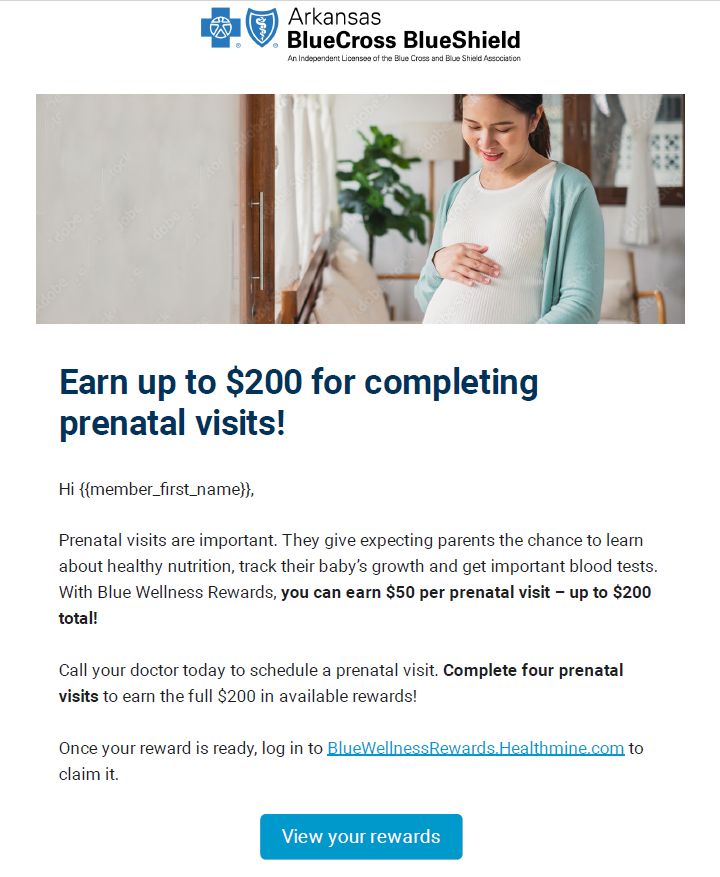 Arkansas
BlueCross BlueShield
An Independent Licensee of the Blue Cross and Blue Shield Association
Earn up to $200 for completing
prenatal visits!
Hi {{member_first_name}},
Prenatal visits are important. They give expecting parents the chance to learn
about healthy nutrition, track their baby’s growth and get important blood tests.
With Blue Wellness Rewards, you can earn $50 per prenatal visit – up to $200
total!
Call your doctor today to schedule a prenatal visit. Complete four prenatal
visits to earn the full $200 in available rewards!
Once your reward is ready, log in to BlueWellnessRewards.Healthmine.com to
claim it.
View your rewards